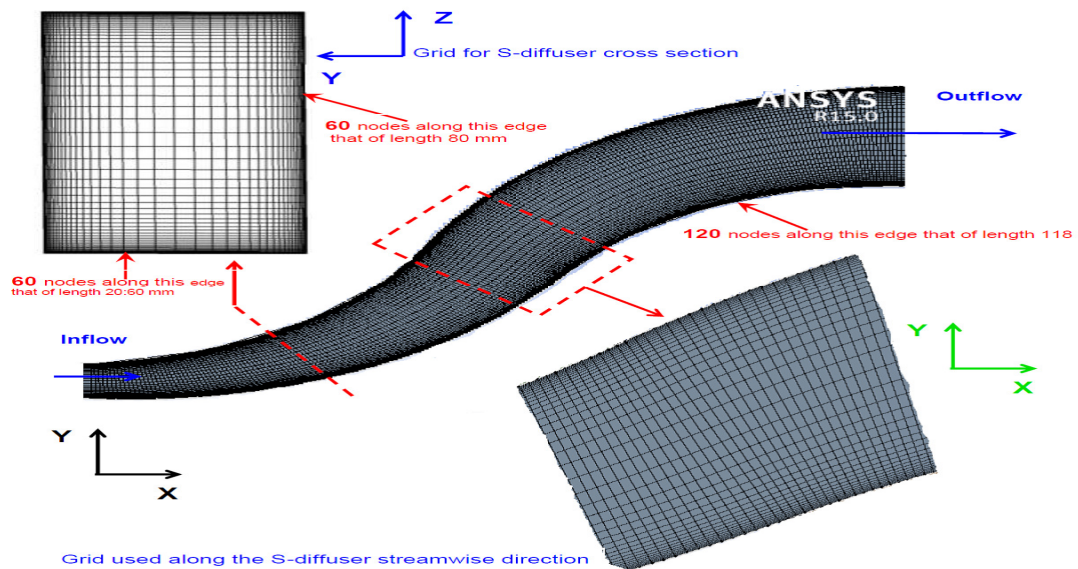 Z
Grid for S-diffuser cross section
Y
60 nodes along this edge
that of length 80 mm
ANSYS
R15.0
Outflow
120 nodes along this edge that of length 118
60 nodes along this edge
that of length 20:60 mm
Inflow
Y
X
Y
X
Grid used along the S-diffuser streamwise direction